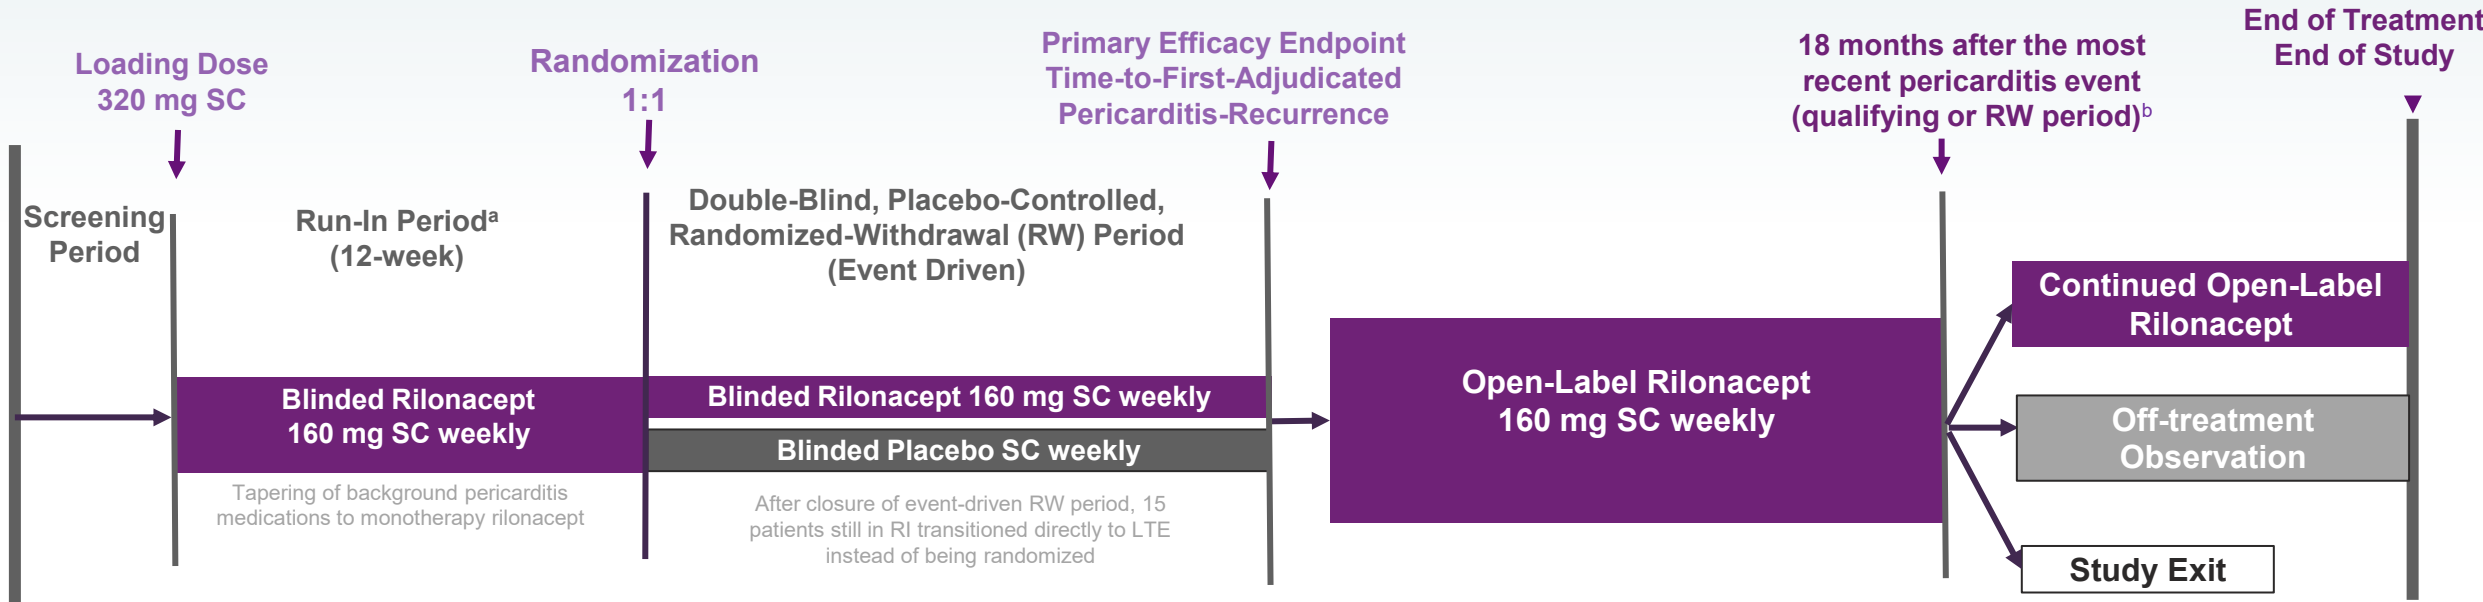 Loading Dose
320 mg SC
Randomization
1:1
Primary Efficacy Endpoint
Time-to-First-Adjudicated
Pericarditis-Recurrence
18 months after the most
recent pericarditis event
(qualifying or RW period)b
End of Treatment
End of Study
Screening
Period
Run-In Perioda
(12-week)
Double-Blind, Placebo-Controlled,
Randomized-Withdrawal (RW) Period
(Event Driven)
Blinded Rilonacept
160 mg SC weekly
Blinded Rilonacept 160 mg SC weekly
Blinded Placebo SC weekly
Open-Label Rilonacept
160 mg SC weekly
Continued Open-Label
Rilonacept
Off-treatment
Observation
Study Exit
Tapering of background pericarditis
medications to monotherapy rilonacept
After closure of event-driven RW period, 15
patients still in RI transitioned directly to LTE
instead of being randomized